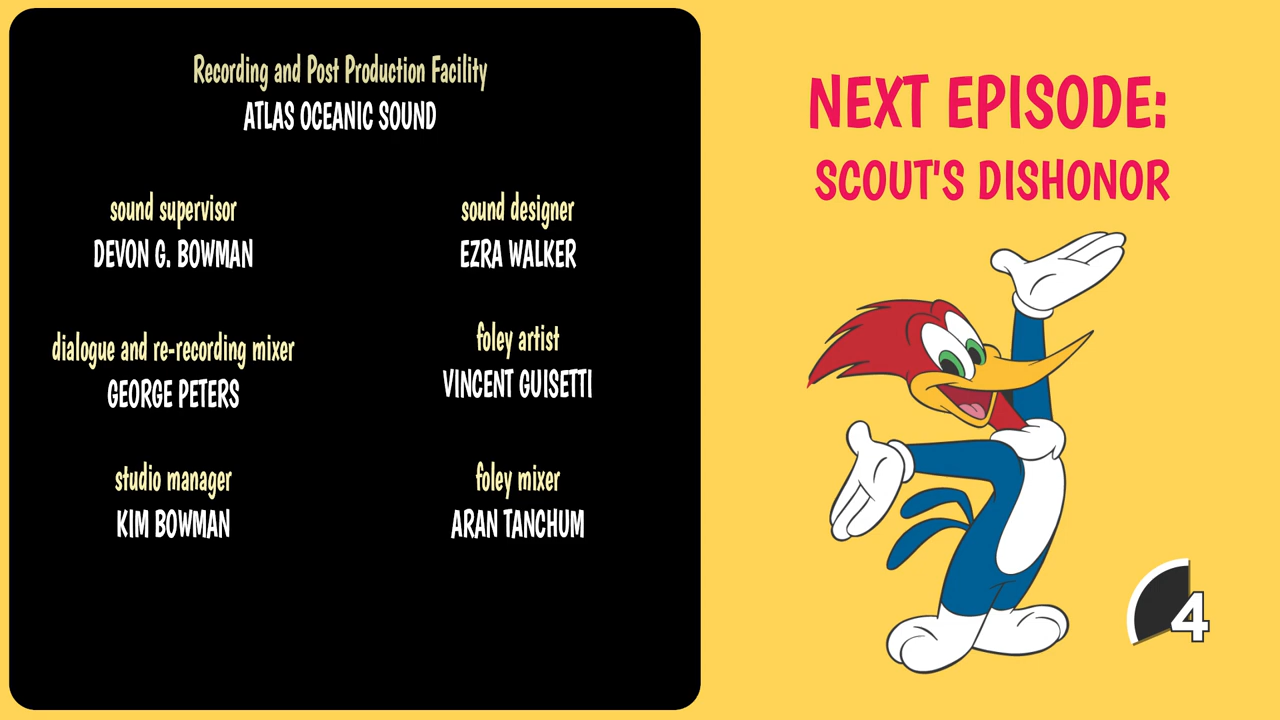 Recording and Post Production Facility
ATLAS OCEANIC SOUND
sound supervisor
DEVON G. BOWMAN
sound designer
EZRA WALKER
dialogue and re-recording mixer
GEORGE PETERS
foley artist
VINCENT GUISETTI
studio manager
KIM BOWMAN
foley mixer
ARAN TANCHUM
NEXT EPISODE:
SCOUT'S DISHONOR
4